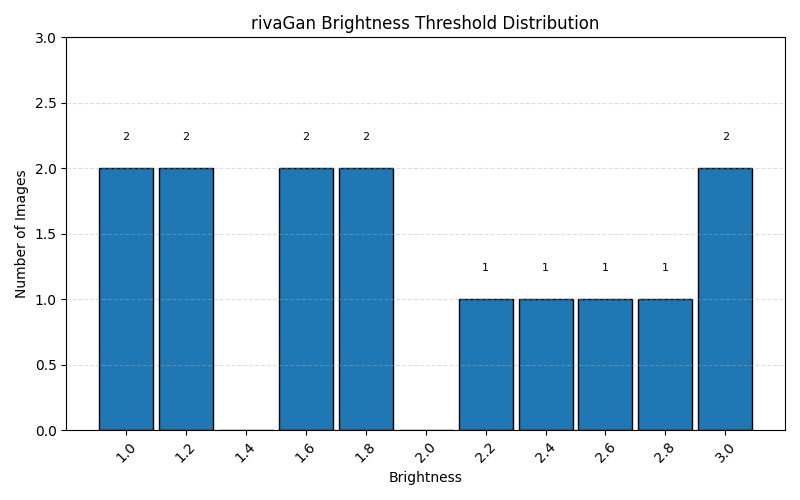 rivaGan Brightness Threshold Distribution
3.0
2.5
2.0
1.5
1.0
0.5
0.0
Number of Images
2 2 2 2 2
1 1 1 1
1.0 1.2 1.4 1.6 1.8 2.0 2.2 2.4 2.6 2.8 3.0
Brightness